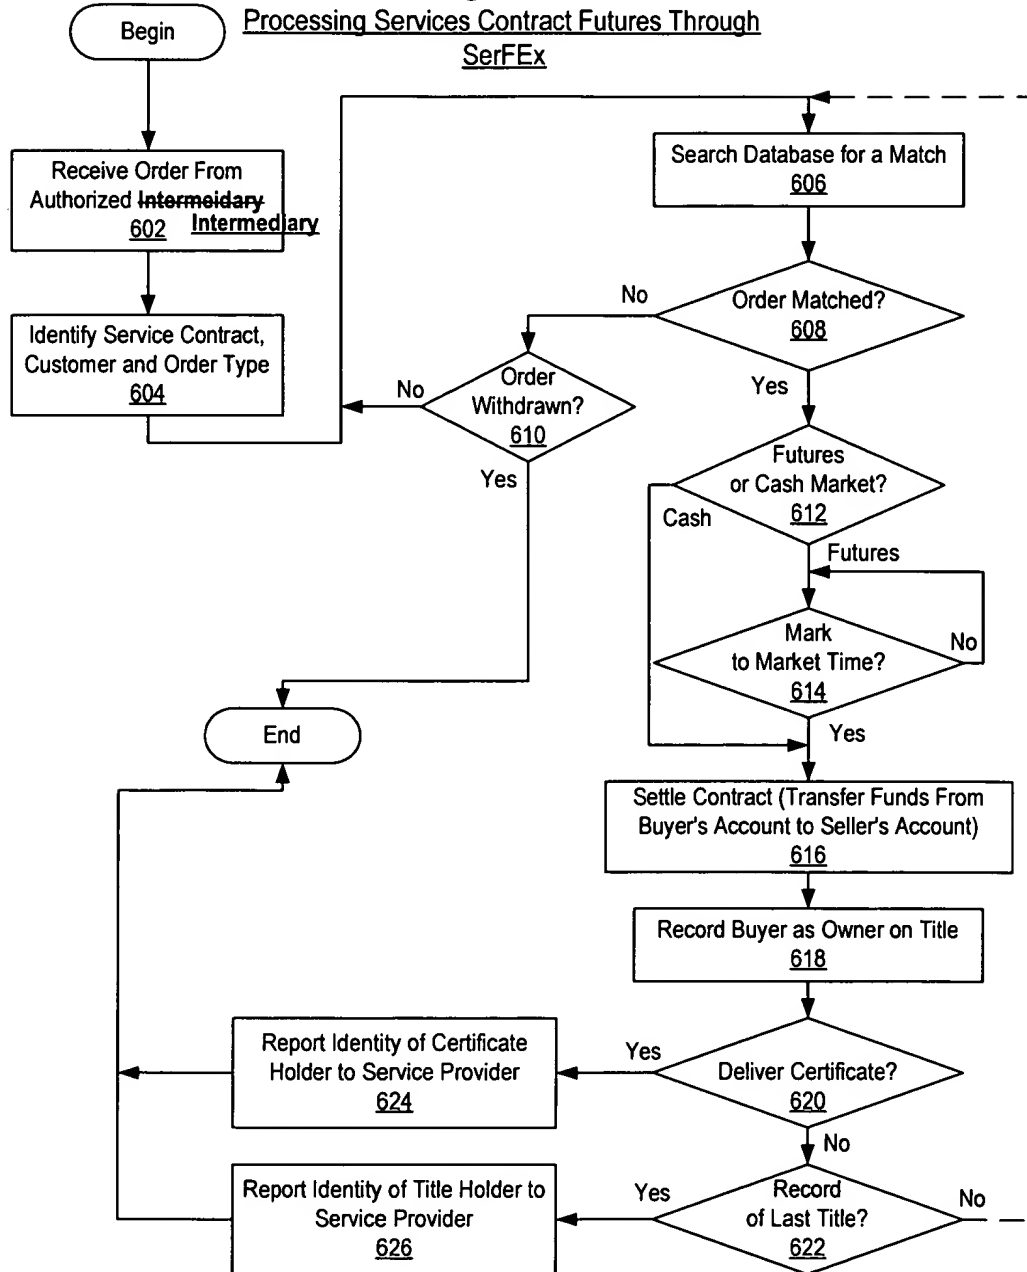 Processing Services Contract Futures Through
SerFEx
Begin
Receive Order From
Authorized Intermeidary
Intermediary
602
Identify Service Contract,
Customer and Order Type
604
Search Database for a Match
606
Order Matched?
608
No
Yes
Order
Withdrawn?
610
No
Yes
Futures
or Cash Market?
612
Cash
Futures
Mark
to Market Time?
614
No
Yes
End
Settle Contract (Transfer Funds From
Buyer's Account to Seller's Account)
616
Record Buyer as Owner on Title
618
Deliver Certificate?
620
Yes
No
Report Identity of Certificate
Holder to Service Provider
624
Record
of Last Title?
622
Yes
No
Report Identity of Title Holder to
Service Provider
626